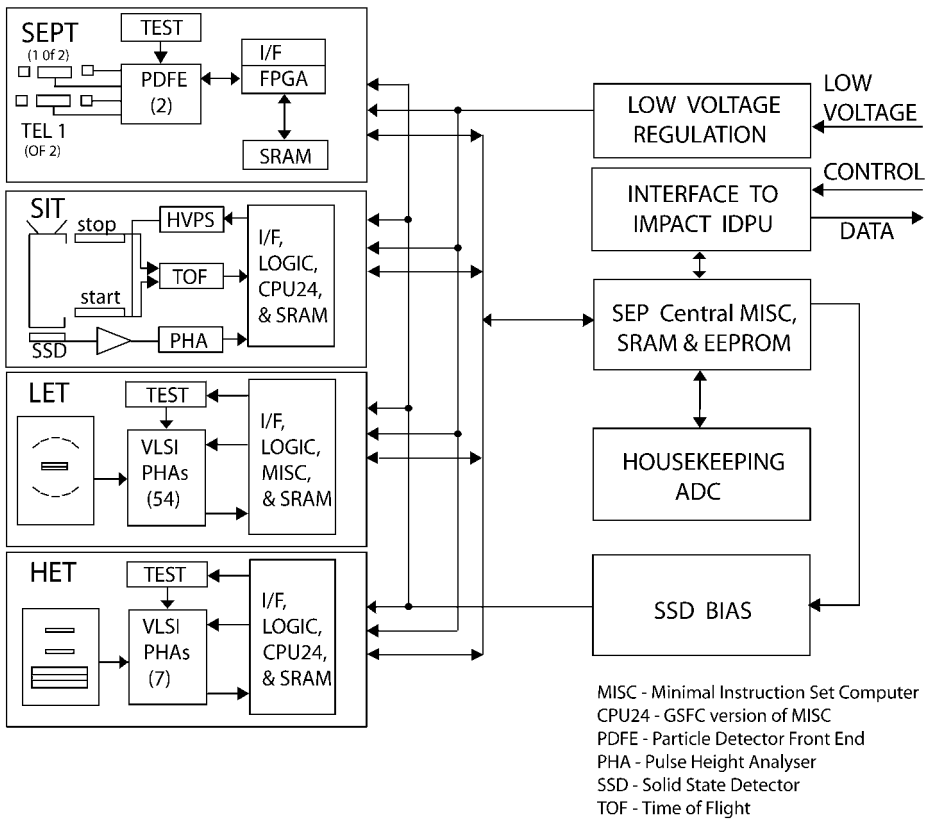 SEPT
(1 0f 2)
TEST
PDFE
(2)
I/F
FPGA
SRAM
TEL 1
(OF 2)
SIT
stop
start
SSD
HVPS
TOF
PHA
I/F,
LOGIC,
CPU24,
& SRAM
LET
TEST
VLSI
PHAs
(54)
I/F,
LOGIC,
MISC,
& SRAM
HET
TEST
VLSI
PHAs
(7)
I/F,
LOGIC,
CPU24,
& SRAM
LOW VOLTAGE
REGULATION
LOW
VOLTAGE
INTERFACE TO
IMPACT IDPU
CONTROL
DATA
SEP Central MISC,
SRAM & EEPROM
HOUSEKEEPING
ADC
SSD BIAS
MISC - Minimal Instruction Set Computer
CPU24 - GSFC version of MISC
PDFE - Particle Detector Front End
PHA - Pulse Height Analyser
SSD - Solid State Detector
TOF - Time of Flight